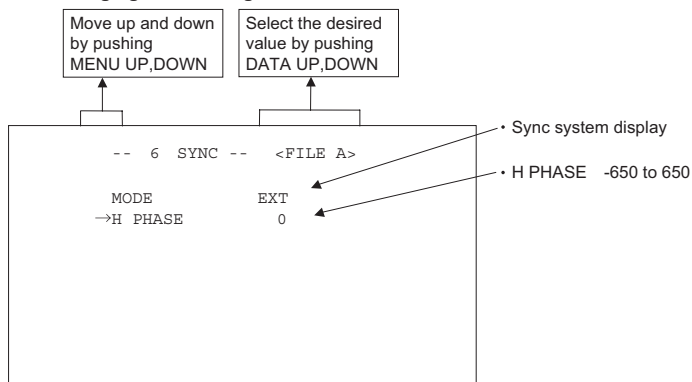 Move up and down
by pushing
MENU UP,DOWN
Select the desired
value by pushing
DATA UP,DOWN
-- 6 SYNC -- <FILE A>
MODE EXT
→H PHASE 0
・Sync system display
・H PHASE -650 to 650